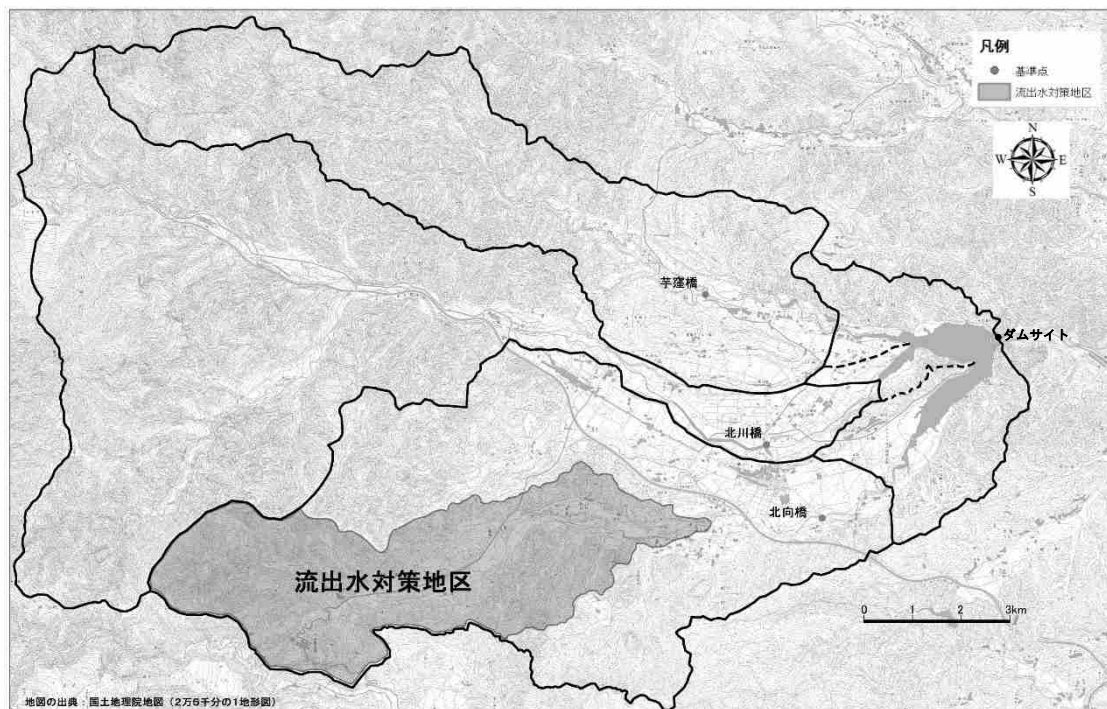 凡例
基準点
流出水対策地区
N
W
E
S
芋窪橋
ダムサイト
北川橋
北向橋
流出水対策地区
0 1 2 3km
地図の出典：国土地理院地図（2万5千分の1地形図）